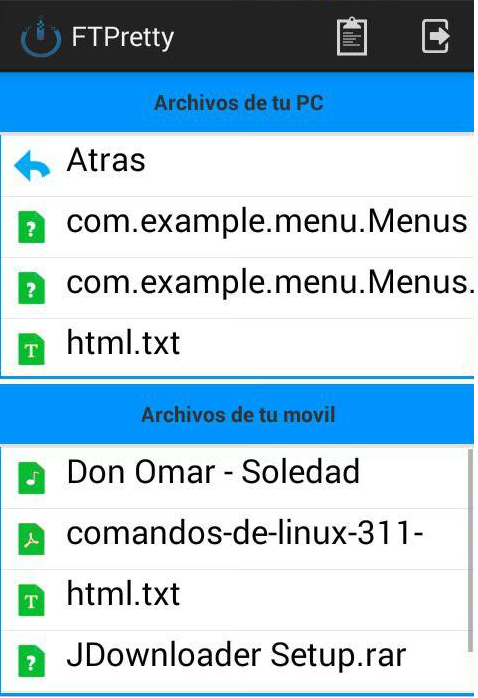 FTPretty
Archivos de tu PC
Atras
com.example.menu.Menus
com.example.menu.Menus.
html.txt
Archivos de tu movil
Don Omar - Soledad
comandos-de-linux-311-
html.txt
JDownloader Setup.rar